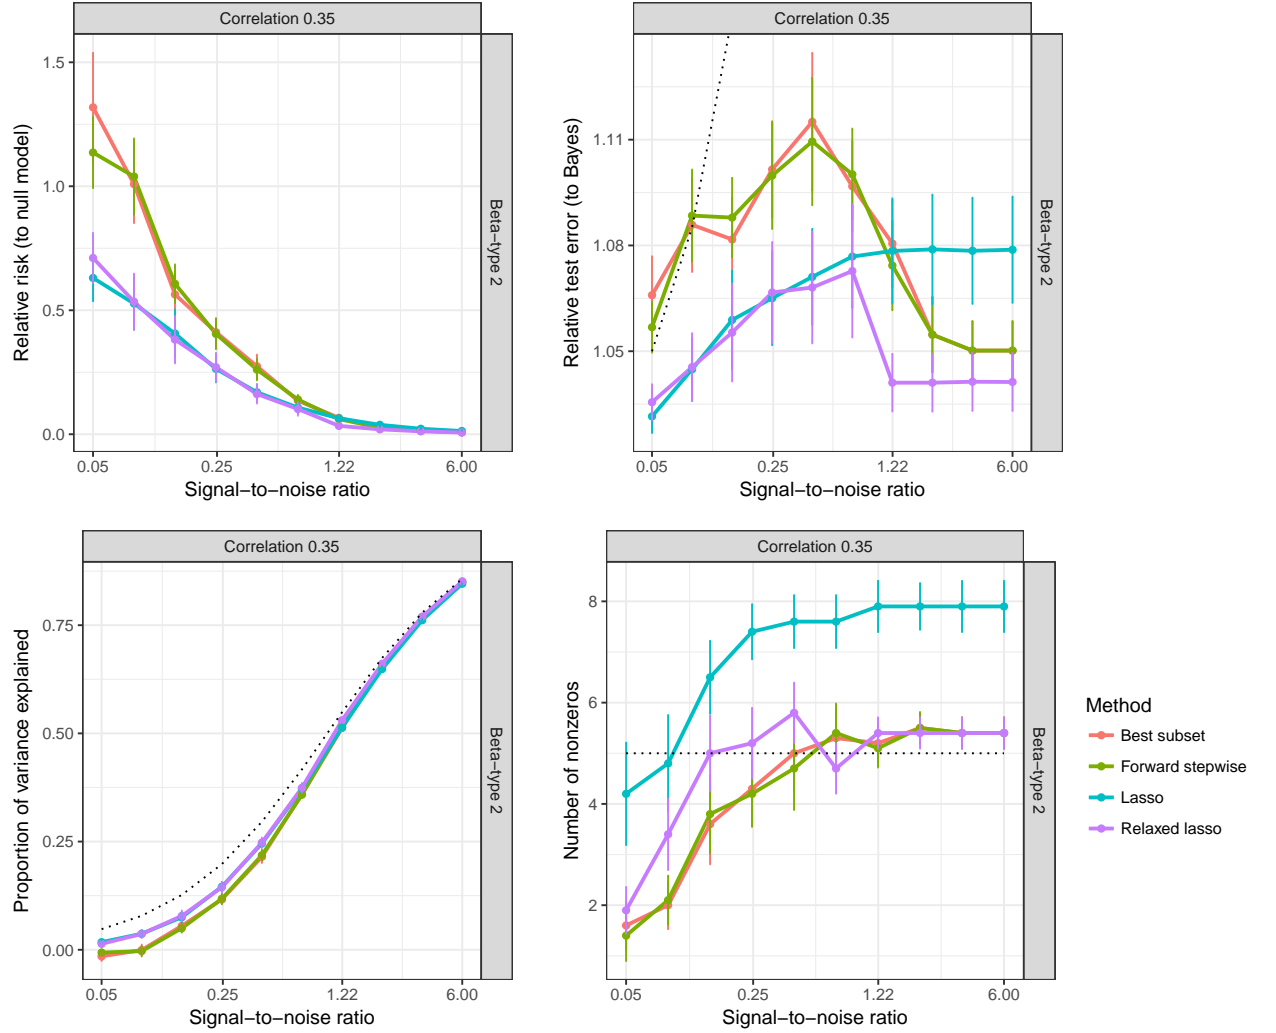 Correlation 0.35
Relative risk (to null model)
1.5
1.0
0.5
0.0
0.05
0.25
1.22
6.00
Signal−to−noise ratio
Beta−type 2
Correlation 0.35
Relative test error (to Bayes)
1.11
1.08
1.05
0.05
0.25
1.22
6.00
Signal−to−noise ratio
Beta−type 2
Correlation 0.35
Proportion of variance explained
0.75
0.50
0.25
0.00
0.05
0.25
1.22
6.00
Signal−to−noise ratio
Beta−type 2
Correlation 0.35
Number of nonzeros
8
6
4
2
0.05
0.25
1.22
6.00
Signal−to−noise ratio
Beta−type 2
Method
Best subset
Forward stepwise
Lasso
Relaxed lasso